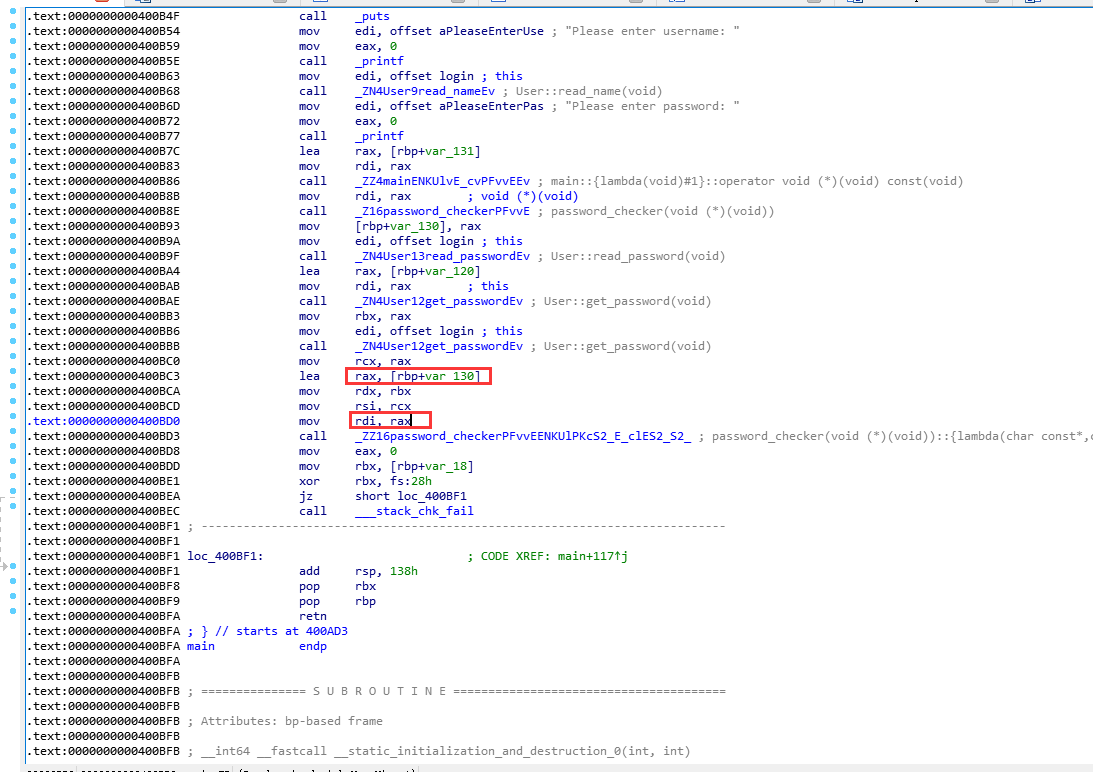 .text:0000000000400B4F call _puts
.text:0000000000400B54 mov edi, offset aPleaseEnterUse ; "Please enter username: "
.text:0000000000400B59 mov eax, 0
.text:0000000000400B5E call _printf
.text:0000000000400B63 mov edi, offset login ; this
.text:0000000000400B68 call _ZN4User9read_nameEv ; User::read_name(void)
.text:0000000000400B6D mov edi, offset aPleaseEnterPas ; "Please enter password: "
.text:0000000000400B72 mov eax, 0
.text:0000000000400B77 call _printf
.text:0000000000400B7C lea rax, [rbp+var_131]
.text:0000000000400B83 mov rdi, rax
.text:0000000000400B86 call _ZZ4mainENKUlvE_cvPFvvEEv ; main::{lambda(void)#1}::operator void (*)(void) const(void)
.text:0000000000400B8B mov rdi, rax ; void (*)(void)
.text:0000000000400B8E call _Z16password_checkerPFvvE ; password_checker(void (*)(void))
.text:0000000000400B93 mov [rbp+var_130], rax
.text:0000000000400B9A mov edi, offset login ; this
.text:0000000000400B9F call _ZN4User13read_passwordEv ; User::read_password(void)
.text:0000000000400BA4 lea rax, [rbp+var_120]
.text:0000000000400BAB mov rdi, rax ; this
.text:0000000000400BAE call _ZN4User12get_passwordEv ; User::get_password(void)
.text:0000000000400BB3 mov rbx, rax
.text:0000000000400BB6 mov edi, offset login ; this
.text:0000000000400BBB call _ZN4User12get_passwordEv ; User::get_password(void)
.text:0000000000400BC0 mov rcx, rax
.text:0000000000400BC3 lea rax, [rbp+var_130]
.text:0000000000400BCA mov rdx, rbx
.text:0000000000400BCD mov rsi, rcx
.text:0000000000400BD0 mov rdi, rax
.text:0000000000400BD3 call _ZZ16password_checkerPFvvEENKUlPKcS2_E_clES2_S2_ ; password_checker(void (*)(void))::{lambda(char const*,
.text:0000000000400BD8 mov eax, 0
.text:0000000000400BDD mov rbx, [rbp+var_18]
.text:0000000000400BE1 xor rbx, fs:28h
.text:0000000000400BEA jz short loc_400BF1
.text:0000000000400BEC call ___stack_chk_fail
.text:0000000000400BF1 ; ---------------------------------------------------------------------------
.text:0000000000400BF1
.text:0000000000400BF1 loc_400BF1: ; CODE XREF: main+117↑j
.text:0000000000400BF1 add rsp, 138h
.text:0000000000400BF8 pop rbx
.text:0000000000400BF9 pop rbp
.text:0000000000400BFA retn
.text:0000000000400BFA ; } // starts at 400AD3
.text:0000000000400BFA main endp
.text:0000000000400BFA
.text:0000000000400BFB
.text:0000000000400BFB ; =============== S U B R O U T I N E =======================================
.text:0000000000400BFB
.text:0000000000400BFB ; Attributes: bp-based frame
.text:0000000000400BFB
.text:0000000000400BFB ; __int64 __fastcall __static_initialization_and_destruction_0(int, int)